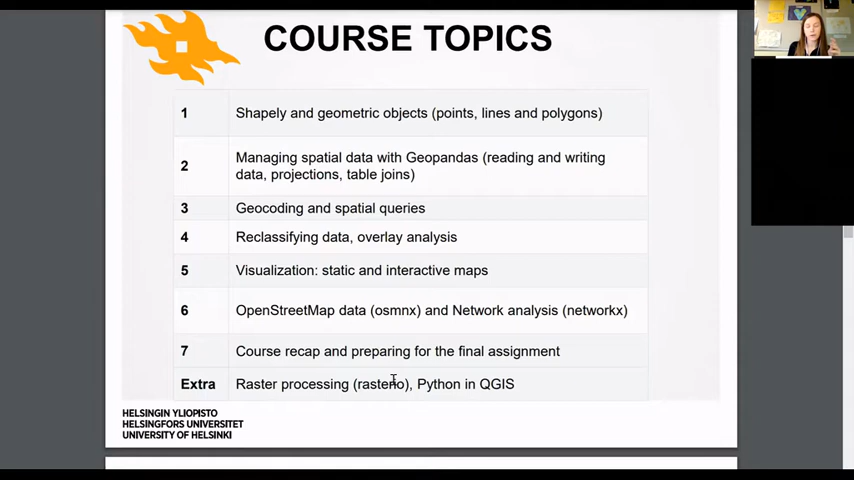 COURSE TOPICS
1 Shapely and geometric objects (points, lines and polygons)
2 Managing spatial data with Geopandas (reading and writing
data, projections, table joins)
3 Geocoding and spatial queries
4 Reclassifying data, overlay analysis
5 Visualization: static and interactive maps
6 OpenStreetMap data (osmnx) and Network analysis (networkx)
7 Course recap and preparing for the final assignment
Extra Raster processing (rasterio), Python in QGIS
HELSINGIN YLIOPISTO
HELSINGFORS UNIVERSITET
UNIVERSITY OF HELSINKI